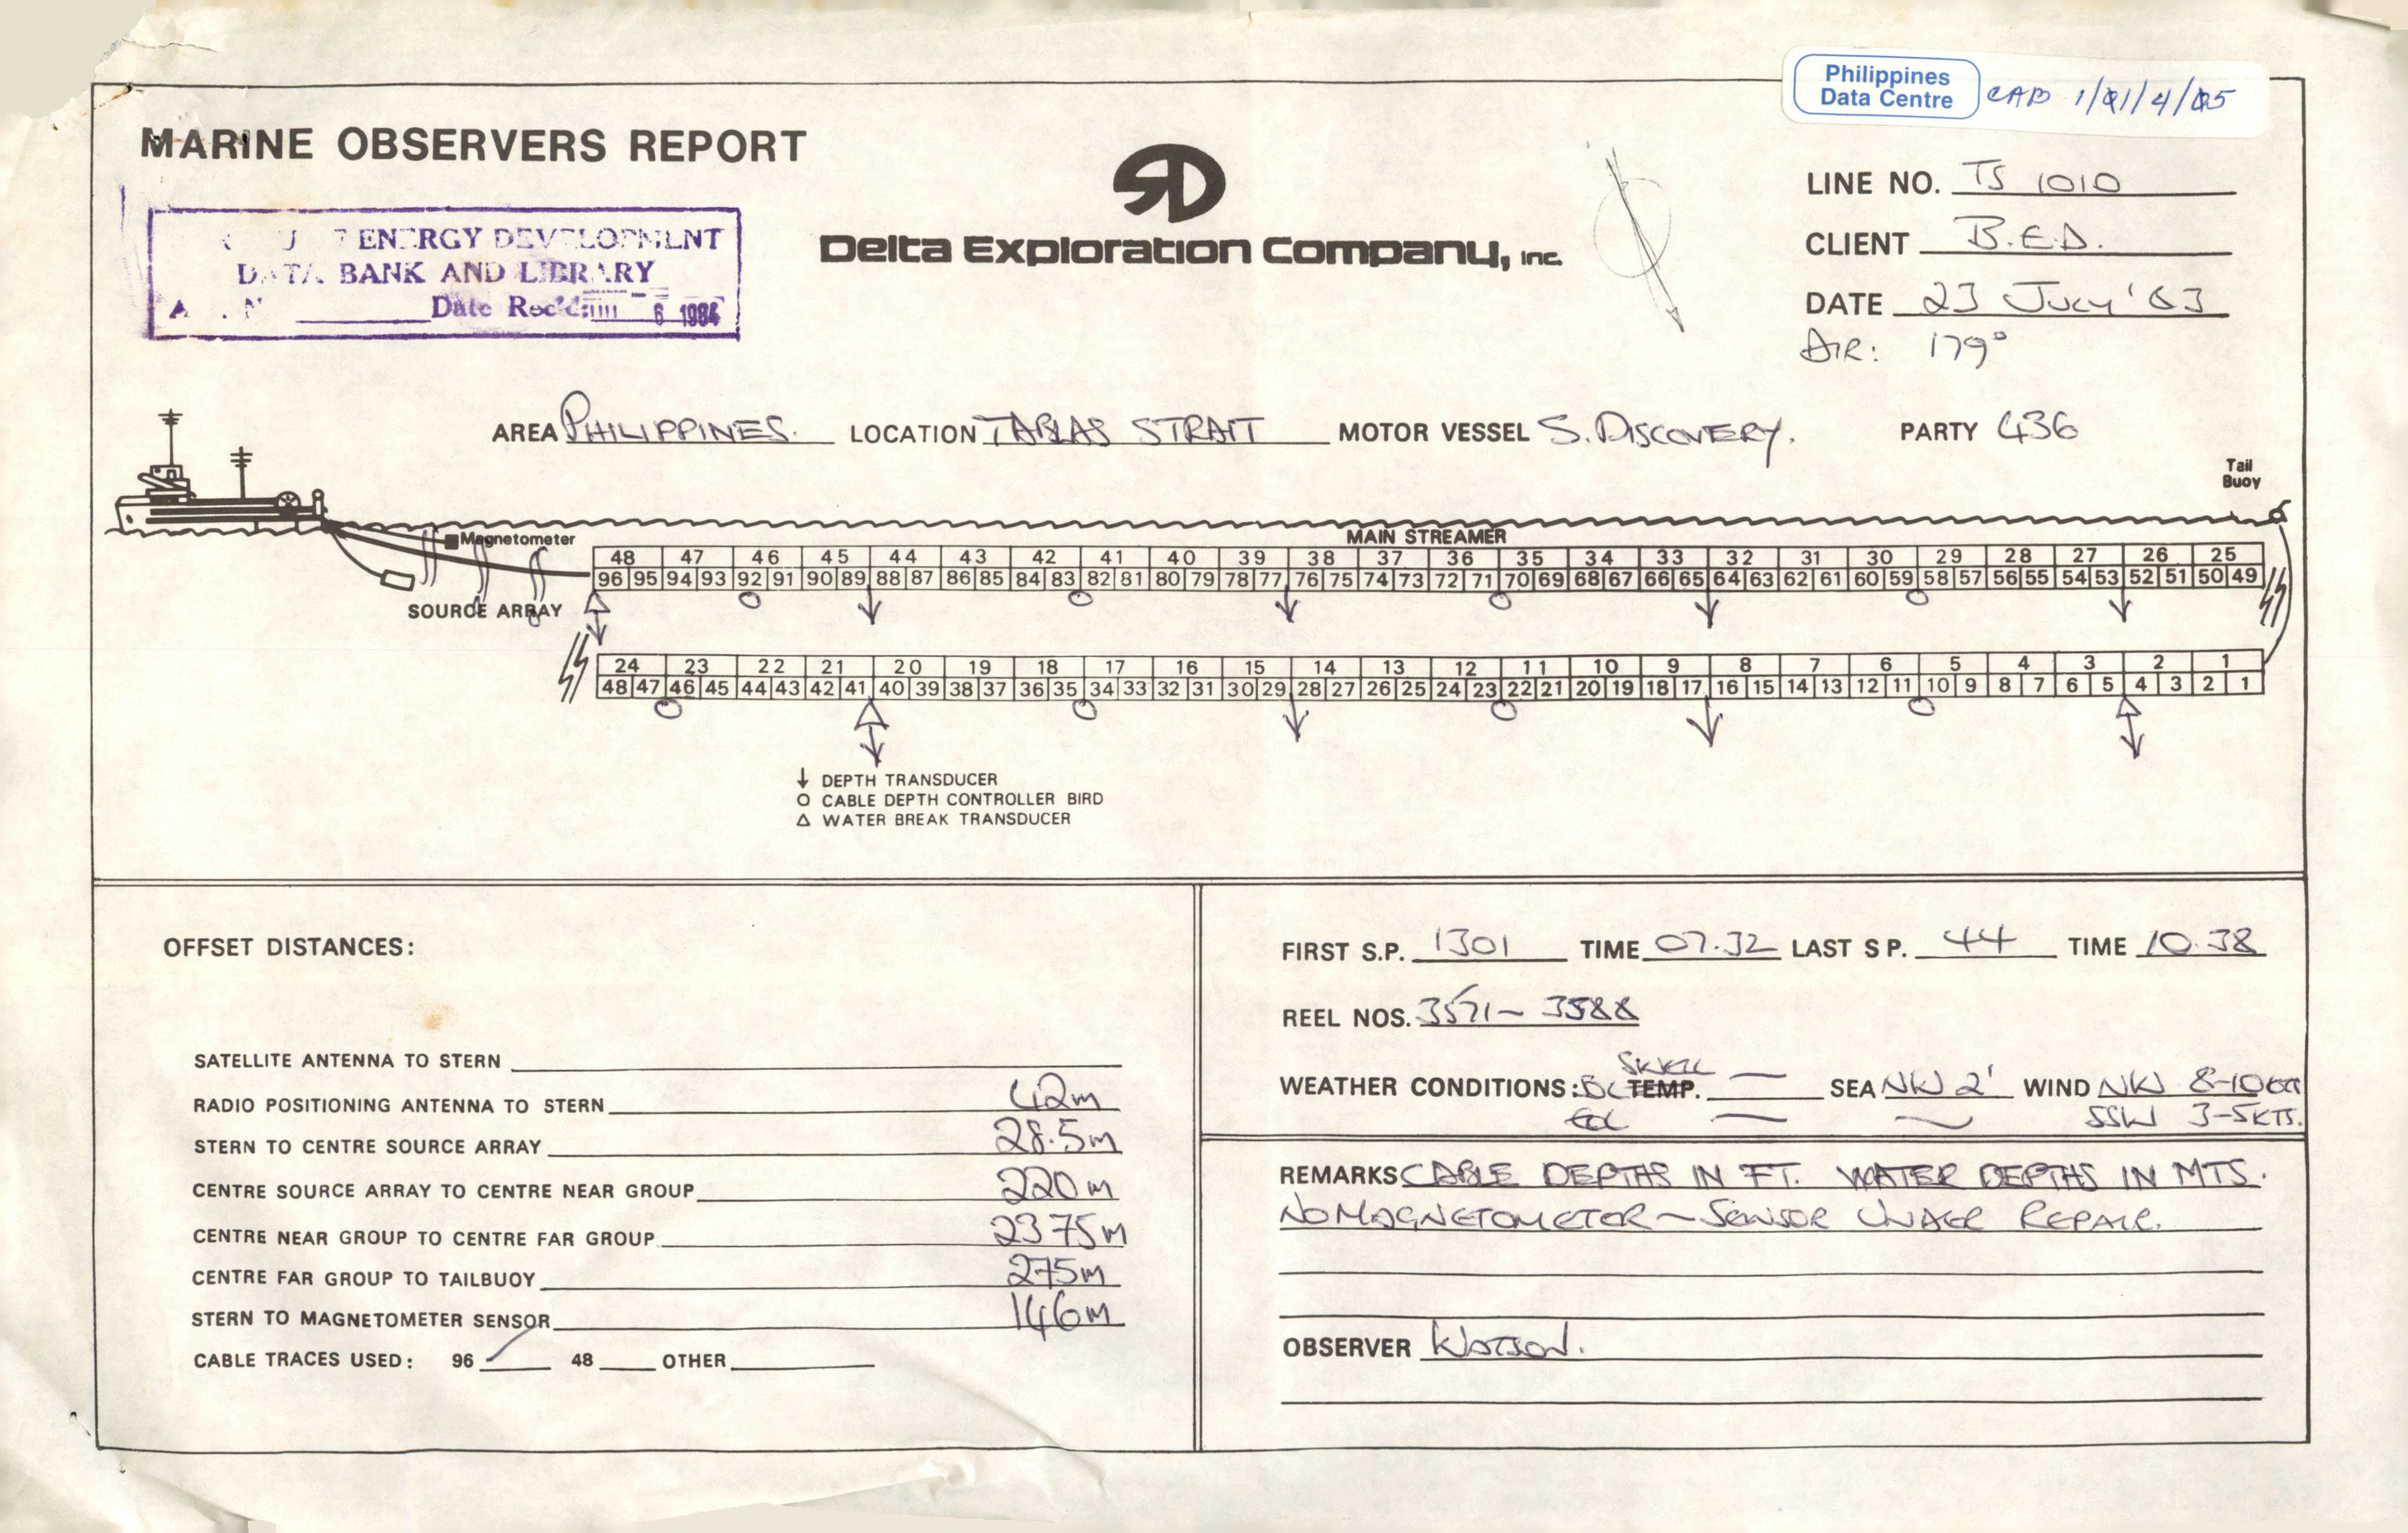 Philippines
Data Centre CAB 1/01/4/05
MARINE OBSERVERS REPORT
ENERGY DEVELOPMENT
DATA BANK AND LIBRARY
Date Rec'd 6 1984
Delta Exploration Company, Inc.
LINE NO. TS 1010
CLIENT B.E.D.
DATE 23 JULY '83
DIR: 179°
AREA PHILIPPINES. LOCATION TABLAS STRAIT MOTOR VESSEL S. DISCOVERY. PARTY 436
Tail
Buoy
Magnetometer
MAIN STREAMER
48 47 46 45 44 43 42 41 40 39 38 37 36 35 34 33 32 31 30 29 28 27 26 25
96 95 94 93 92 91 90 89 88 87 86 85 84 83 82 81 80 79 78 77 76 75 74 73 72 71 70 69 68 67 66 65 64 63 62 61 60 59 58 57 56 55 54 53 52 51 50 49
SOURCE ARRAY
24 23 22 21 20 19 18 17 16 15 14 13 12 11 10 9 8 7 6 5 4 3 2 1
48 47 46 45 44 43 42 41 40 39 38 37 36 35 34 33 32 31 30 29 28 27 26 25 24 23 22 21 20 19 18 17 16 15 14 13 12 11 10 9 8 7 6 5 4 3 2 1
↓ DEPTH TRANSDUCER
O CABLE DEPTH CONTROLLER BIRD
△ WATER BREAK TRANSDUCER
OFFSET DISTANCES:
SATELLITE ANTENNA TO STERN
RADIO POSITIONING ANTENNA TO STERN 42m
STERN TO CENTRE SOURCE ARRAY 28.5m
CENTRE SOURCE ARRAY TO CENTRE NEAR GROUP 220m
CENTRE NEAR GROUP TO CENTRE FAR GROUP 2375m
CENTRE FAR GROUP TO TAILBUOY 275m
STERN TO MAGNETOMETER SENSOR 146m
CABLE TRACES USED: 96 ✓ 48 OTHER
FIRST S.P. 1301 TIME 07.32 LAST S P. 44 TIME 10.38
REEL NOS. 3571 - 3588
SWELL
WEATHER CONDITIONS: BOL TEMP. — SEA NW 2' WIND NW 8-10KTS
EOL — — SSW 3-5KTS.
REMARKS CABLE DEPTHS IN FT. WATER DEPTHS IN MTS.
NO MAGNETOMETER - SENSOR UNDER REPAIR.
OBSERVER WATSON.